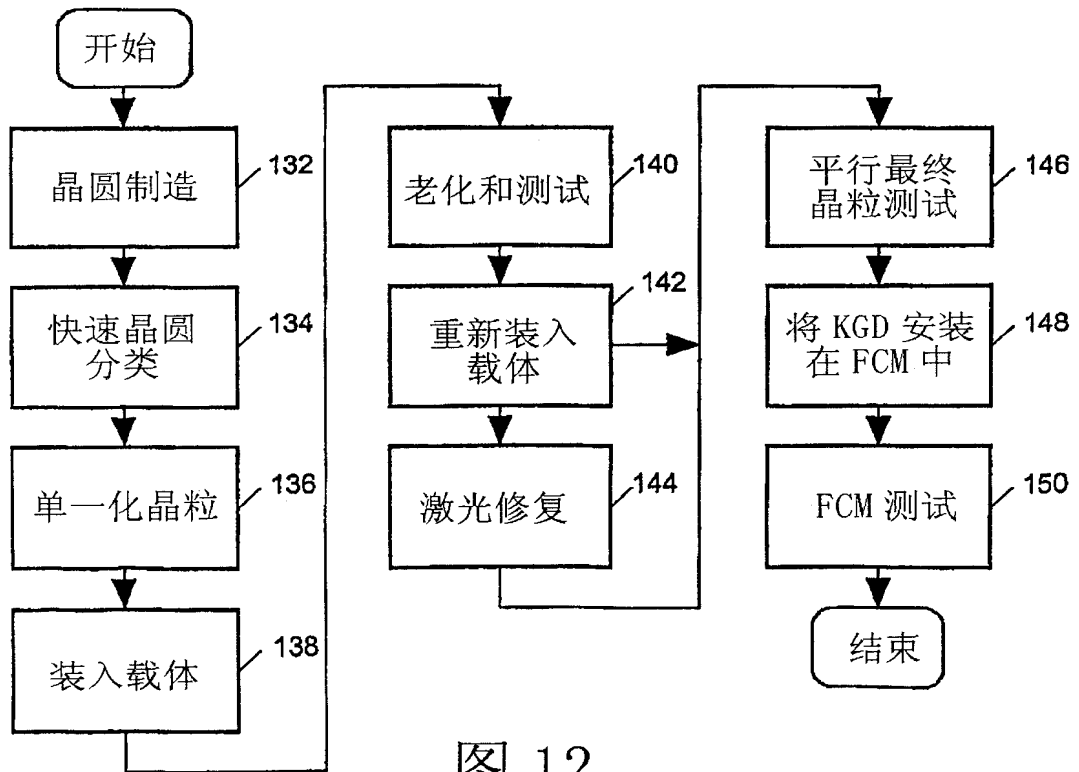 开始
晶圆制造
132
快速晶圆
分类
134
单一化晶粒
136
装入载体
138
老化和测试
140
重新装入
载体
142
激光修复
144
平行最终
晶粒测试
146
将 KGD 安装
在 FCM 中
148
FCM 测试
150
结束
图 12